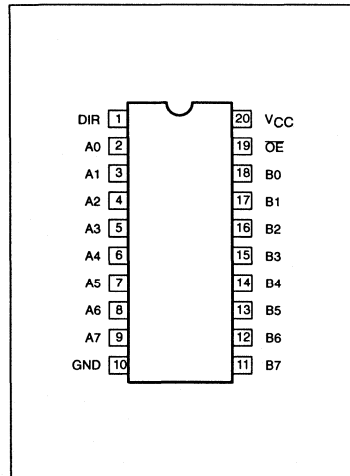 DIR 1 20 VCC
A0 2 19 OE
A1 3 18 B0
A2 4 17 B1
A3 5 16 B2
A4 6 15 B3
A5 7 14 B4
A6 8 13 B5
A7 9 12 B6
GND 10 11 B7